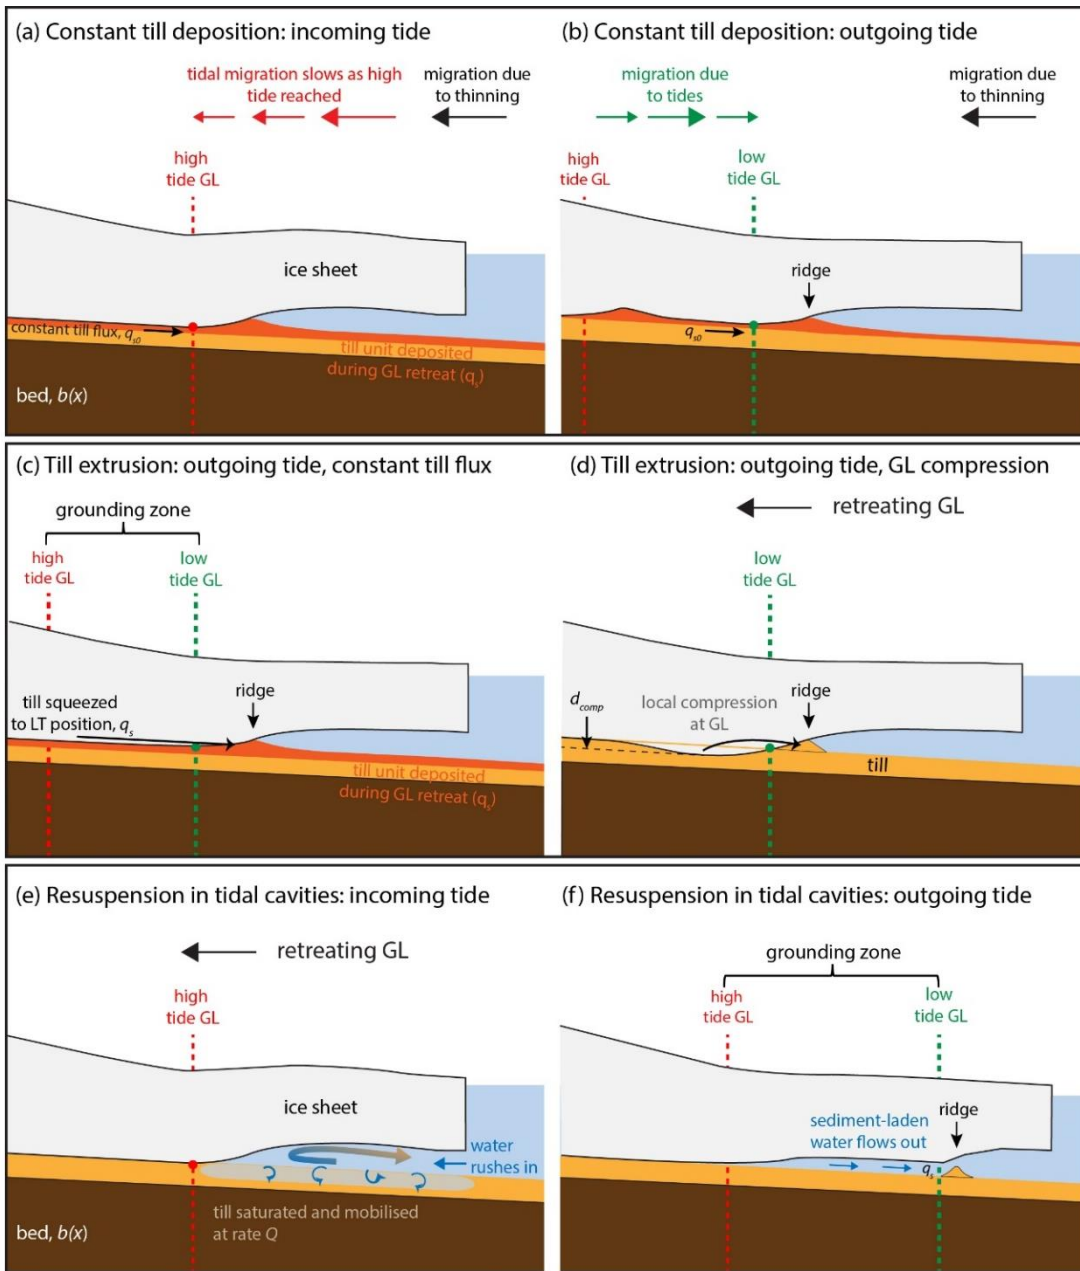 (a) Constant till deposition: incoming tide
tidal migration slows as high
tide reached
migration due
to thinning
high
tide GL
ice sheet
constant till flux, qs0
till unit deposited
during GL retreat (qs)
bed, b(x)
(b) Constant till deposition: outgoing tide
migration due
to tides
migration due
to thinning
high
tide GL
low
tide GL
ridge
qs0
(c) Till extrusion: outgoing tide, constant till flux
grounding zone
high
tide GL
low
tide GL
till squeezed
to LT position, qs
ridge
till unit deposited
during GL retreat (qs)
(d) Till extrusion: outgoing tide, GL compression
retreating GL
low
tide GL
dcomp
local compression
at GL
ridge
till
(e) Resuspension in tidal cavities: incoming tide
retreating GL
high
tide GL
ice sheet
water
rushes in
till saturated and mobilised
at rate Q
bed, b(x)
(f) Resuspension in tidal cavities: outgoing tide
grounding zone
high
tide GL
low
tide GL
ridge
sediment-laden
water flows out
qs